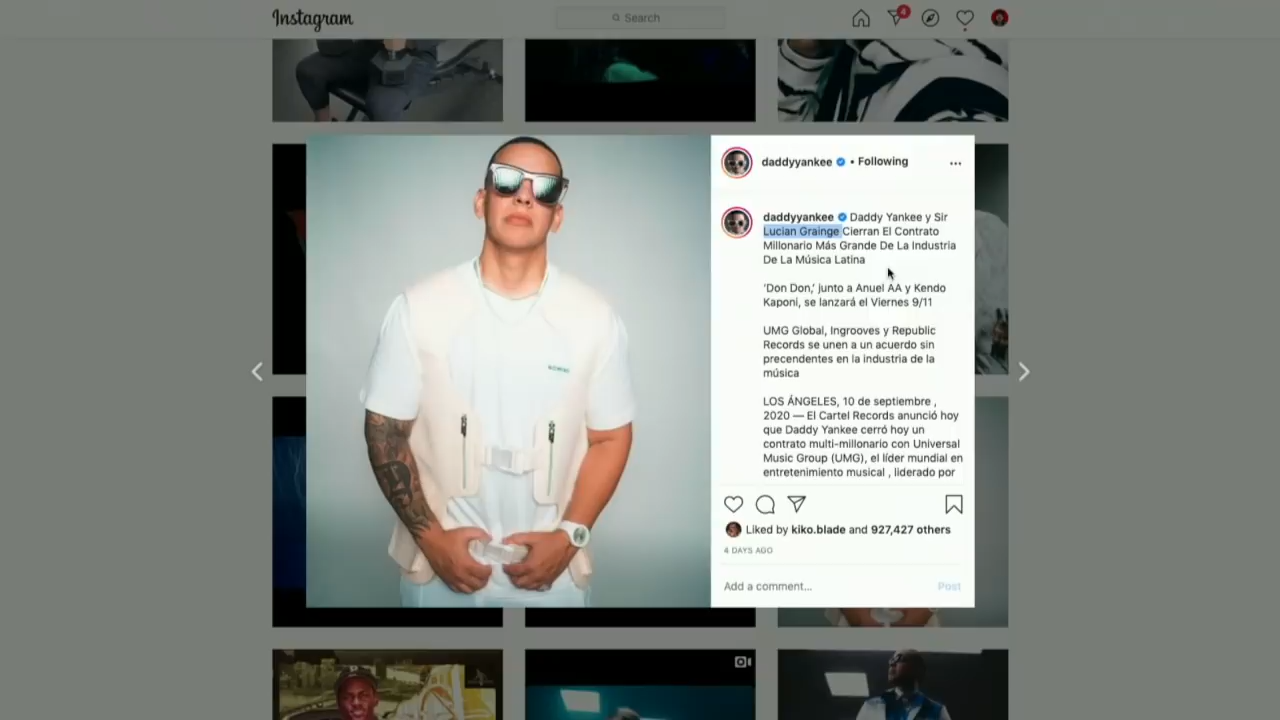 Instagram
Search
4
daddyyankee • Following
daddyyankee Daddy Yankee y Sir
Lucian Grainge Cierran El Contrato
Millonario Más Grande De La Industria
De La Música Latina
'Don Don,' junto a Anuel AA y Kendo
Kaponi, se lanzará el Viernes 9/11
UMG Global, Ingrooves y Republic
Records se unen a un acuerdo sin
precendentes en la industria de la
música
LOS ÁNGELES, 10 de septiembre ,
2020 — El Cartel Records anunció hoy
que Daddy Yankee cerró hoy un
contrato multi-millonario con Universal
Music Group (UMG), el líder mundial en
entretenimiento musical , liderado por
Liked by kiko.blade and 927,427 others
4 DAYS AGO
Add a comment...
Post